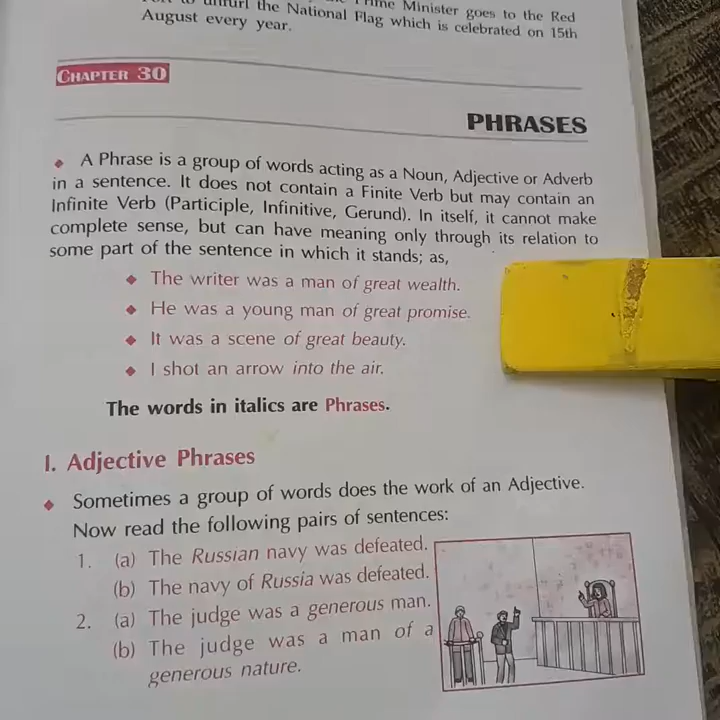 to unfurl the National Flag which is celebrated on 15th
Prime Minister goes to the Red
August every year.
CHAPTER 30
PHRASES
◆ A Phrase is a group of words acting as a Noun, Adjective or Adverb
in a sentence. It does not contain a Finite Verb but may contain an
Infinite Verb (Participle, Infinitive, Gerund). In itself, it cannot make
complete sense, but can have meaning only through its relation to
some part of the sentence in which it stands; as,
◆ The writer was a man of great wealth.
◆ He was a young man of great promise.
◆ It was a scene of great beauty.
◆ I shot an arrow into the air.
The words in italics are Phrases.
I. Adjective Phrases
◆ Sometimes a group of words does the work of an Adjective.
Now read the following pairs of sentences:
1. (a) The Russian navy was defeated.
(b) The navy of Russia was defeated.
2. (a) The judge was a generous man.
(b) The judge was a man of a
generous nature.